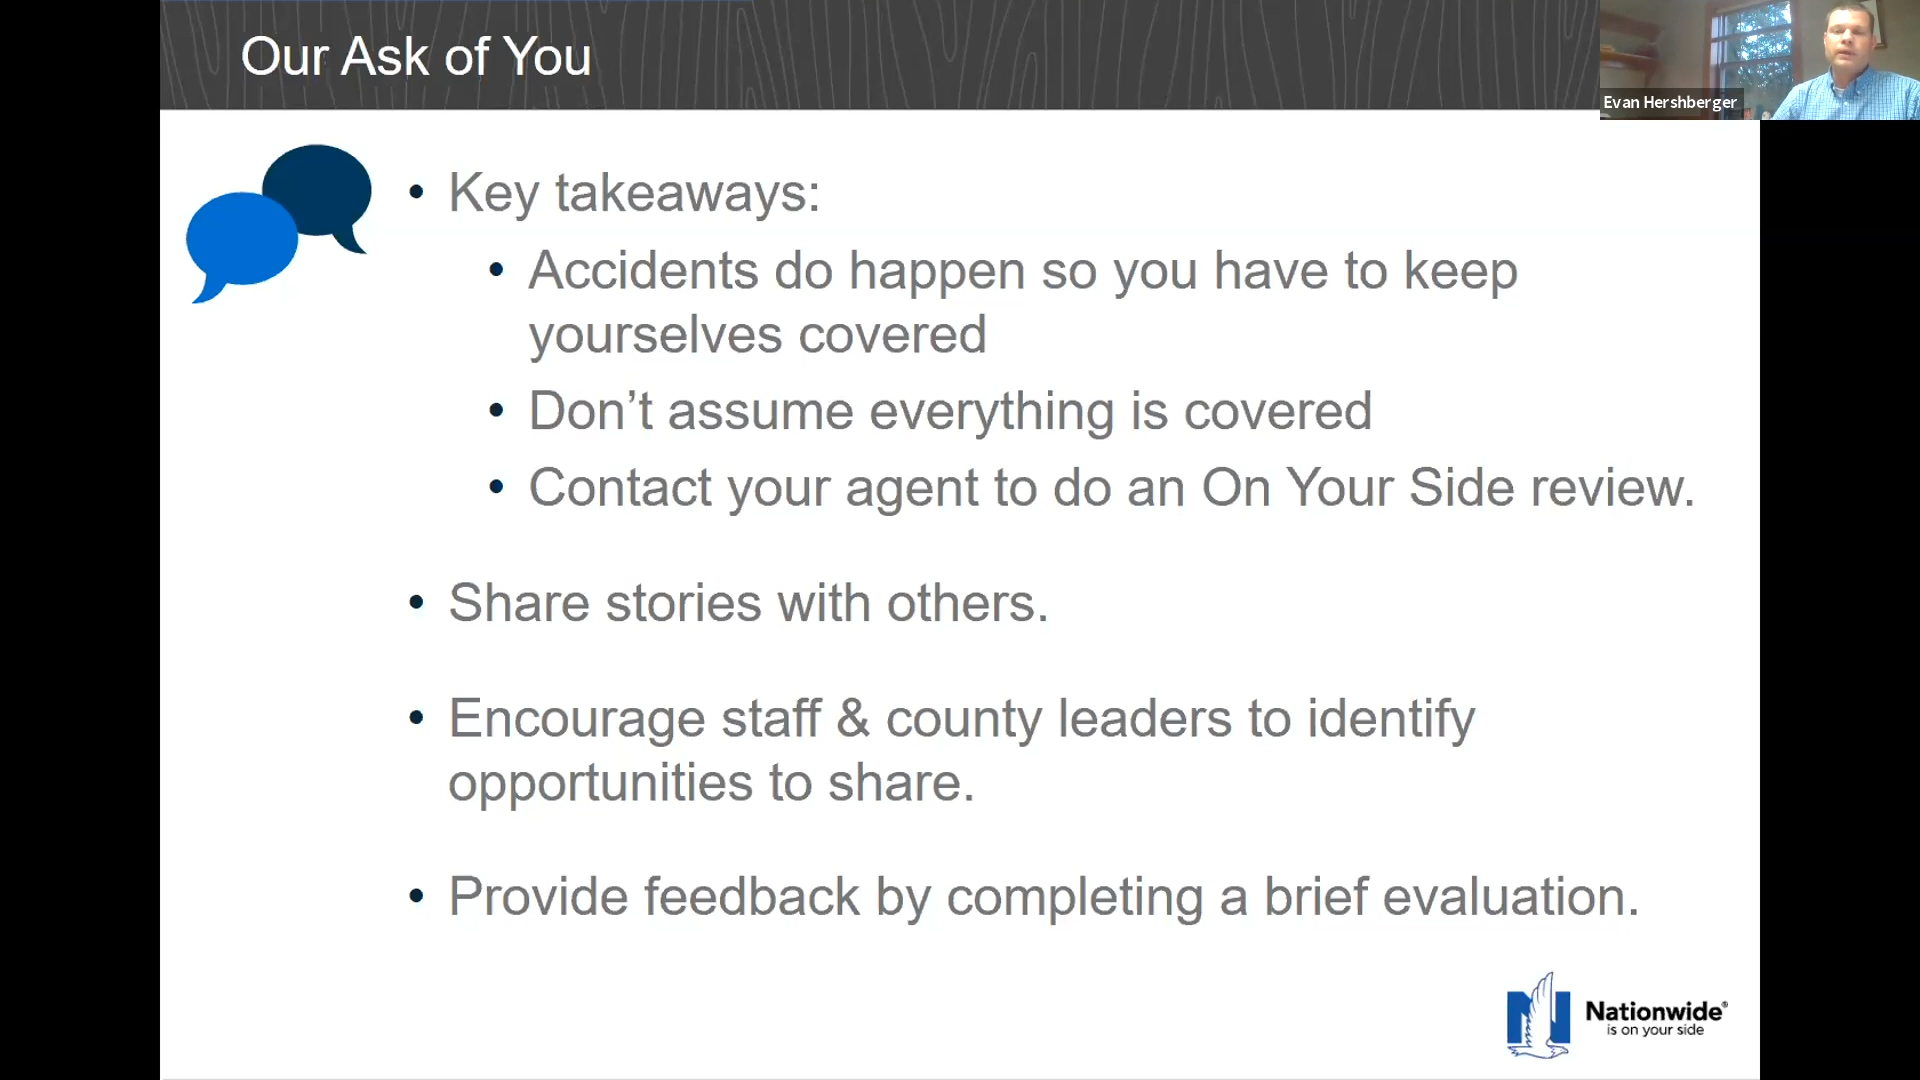 Our Ask of You
Evan Hershberger
• Key takeaways:
• Accidents do happen so you have to keep
yourselves covered
• Don’t assume everything is covered
• Contact your agent to do an On Your Side review.
• Share stories with others.
• Encourage staff & county leaders to identify
opportunities to share.
• Provide feedback by completing a brief evaluation.
Nationwide®
is on your side